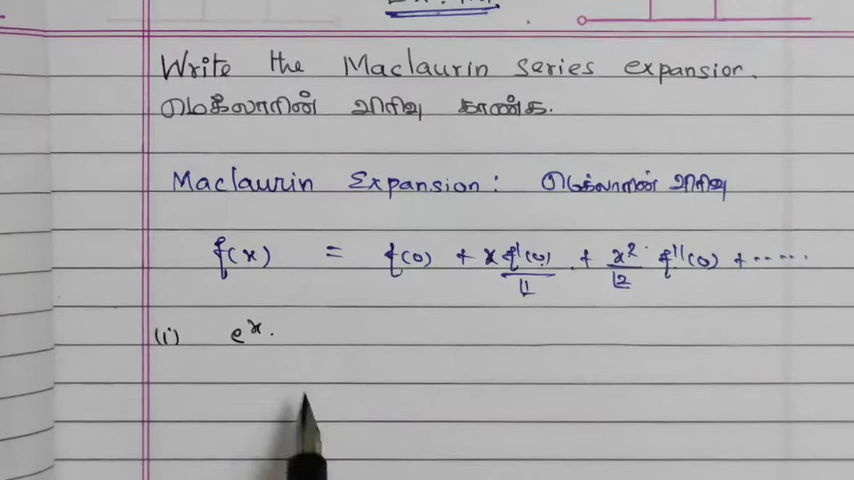 Write the Maclaurin series expansion.
மெக்லாரின் விரிவு காண்க.
Maclaurin Expansion: மெக்லாரின் விரிவு
f(x) = f(0) + x f'(0)/⌊1 + x²/⌊2 f''(0) + ......
(i) eˣ.